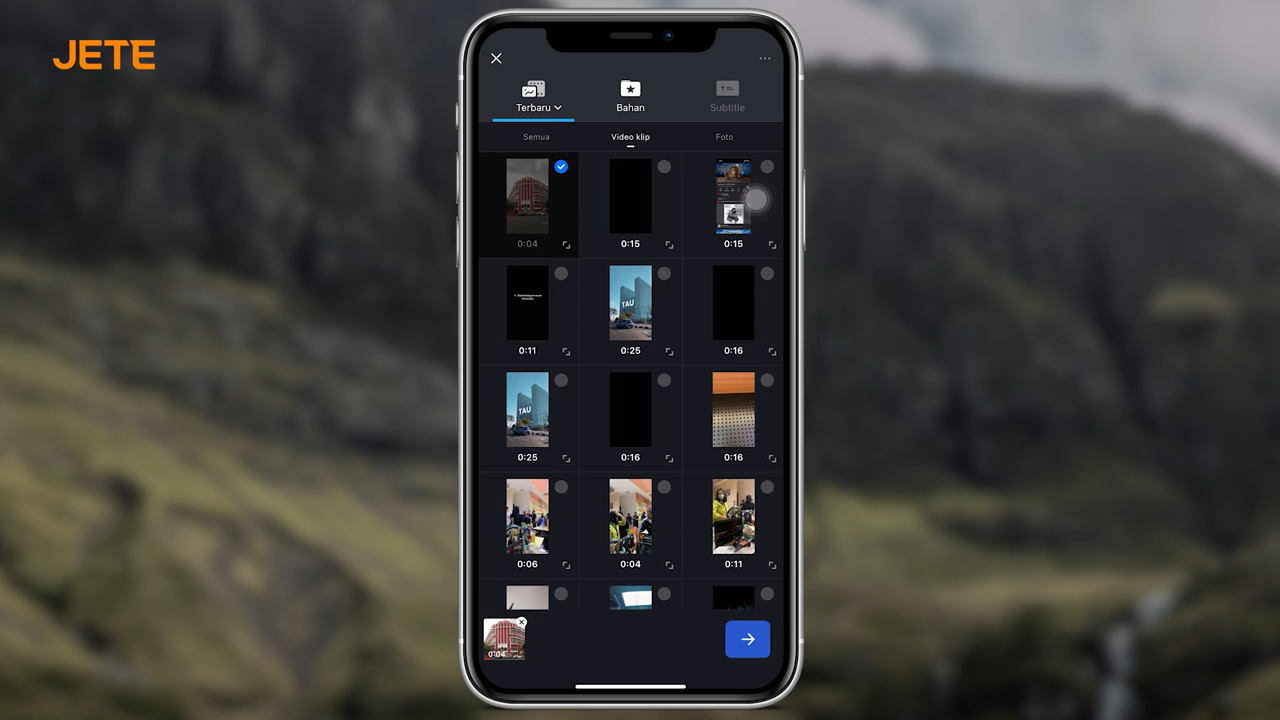 JETE
Terbaru
Bahan
Subtitle
Semua
Video klip
Foto
0:04
0:15
0:15
0:11
TAU
0:25
0:16
TAU
0:25
0:16
0:16
0:06
0:04
0:11
0:04